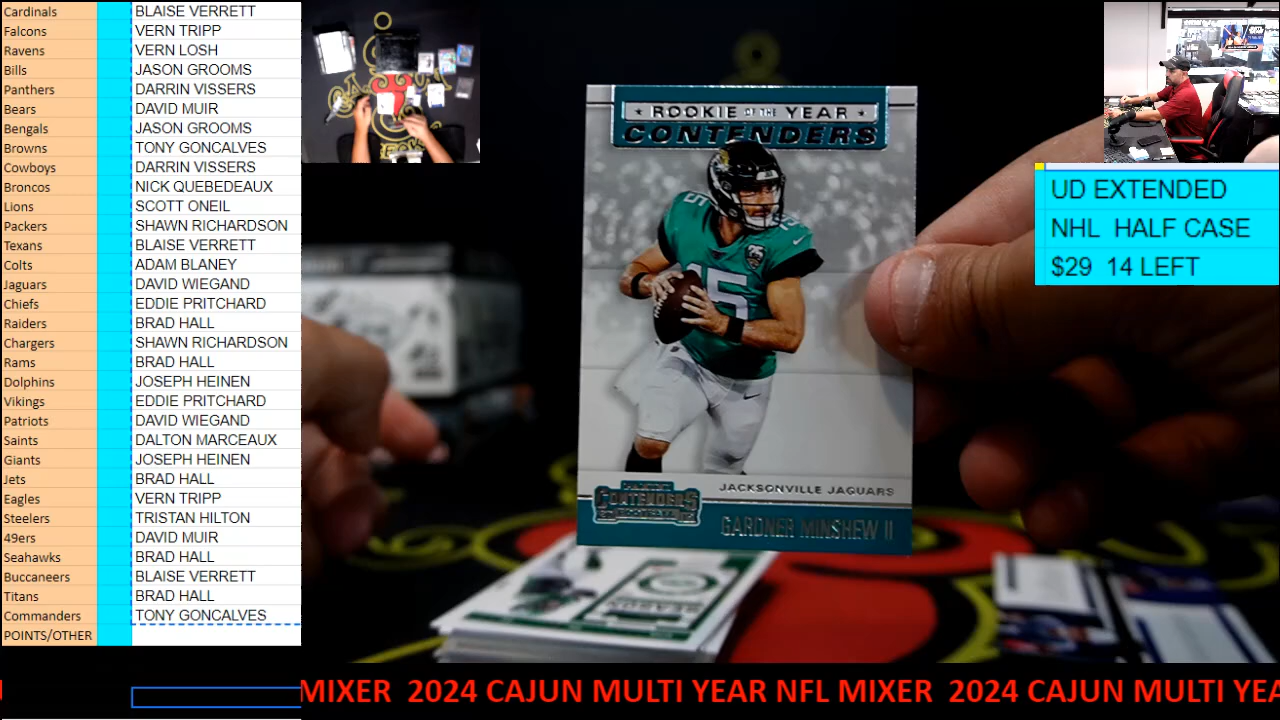 Cardinals BLAISE VERRETT
Falcons VERN TRIPP
Ravens VERN LOSH
Bills JASON GROOMS
Panthers DARRIN VISSERS
Bears DAVID MUIR
Bengals JASON GROOMS
Browns TONY GONCALVES
Cowboys DARRIN VISSERS
Broncos NICK QUEBEDEAUX
Lions SCOTT ONEIL
Packers SHAWN RICHARDSON
Texans BLAISE VERRETT
Colts ADAM BLANEY
Jaguars DAVID WIEGAND
Chiefs EDDIE PRITCHARD
Raiders BRAD HALL
Chargers SHAWN RICHARDSON
Rams BRAD HALL
Dolphins JOSEPH HEINEN
Vikings EDDIE PRITCHARD
Patriots DAVID WIEGAND
Saints DALTON MARCEAUX
Giants JOSEPH HEINEN
Jets BRAD HALL
Eagles VERN TRIPP
Steelers TRISTAN HILTON
49ers DAVID MUIR
Seahawks BRAD HALL
Buccaneers BLAISE VERRETT
Titans BRAD HALL
Commanders TONY GONCALVES
POINTS/OTHER
ROOKIE OF THE YEAR
CONTENDERS
15
15
JACKSONVILLE JAGUARS
CONTENDERS
GARDNER MINSHEW II
UD EXTENDED
NHL HALF CASE
$29 14 LEFT
MIXER 2024 CAJUN MULTI YEAR NFL MIXER 2024 CAJUN MULTI YEA